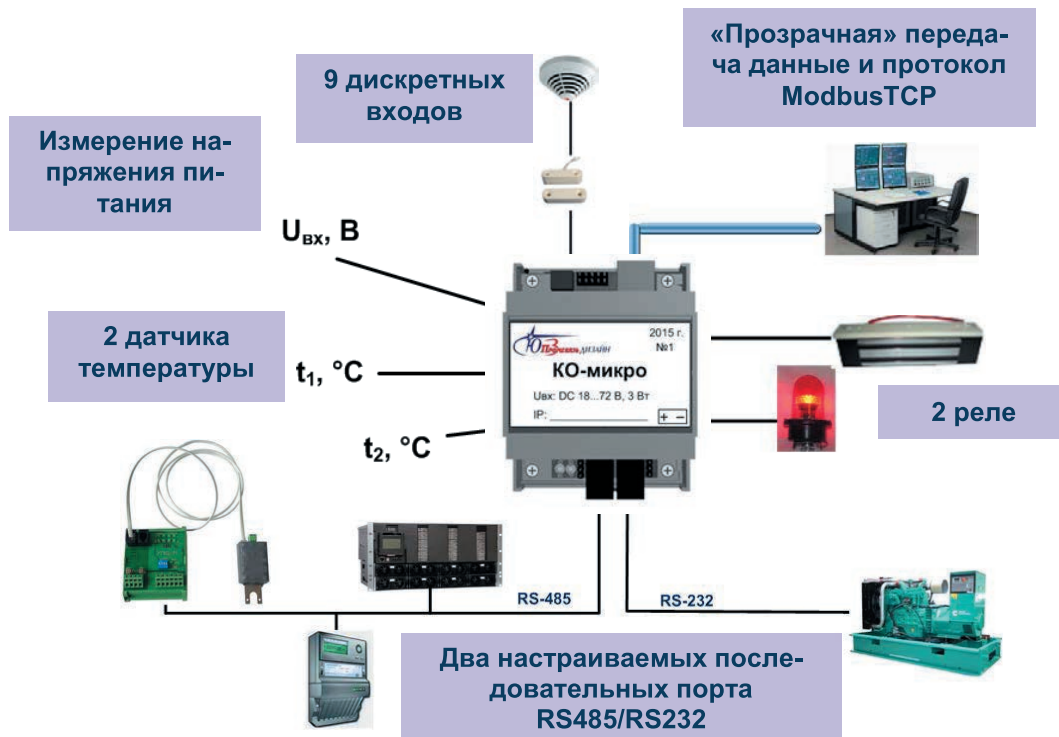 «Прозрачная» переда-
ча данные и протокол
ModbusTCP
9 дискретных
входов
Измерение на-
пряжения пи-
тания
Uвх, В
2 датчика
температуры
t1, °C
t2, °C
ЮПодушкиДИЗАЙН
2015 г.
№1
КО-микро
Uвх: DC 18...72 В, 3 Вт
IP:
+ −
2 реле
RS-485
RS-232
Два настраиваемых после-
довательных порта
RS485/RS232